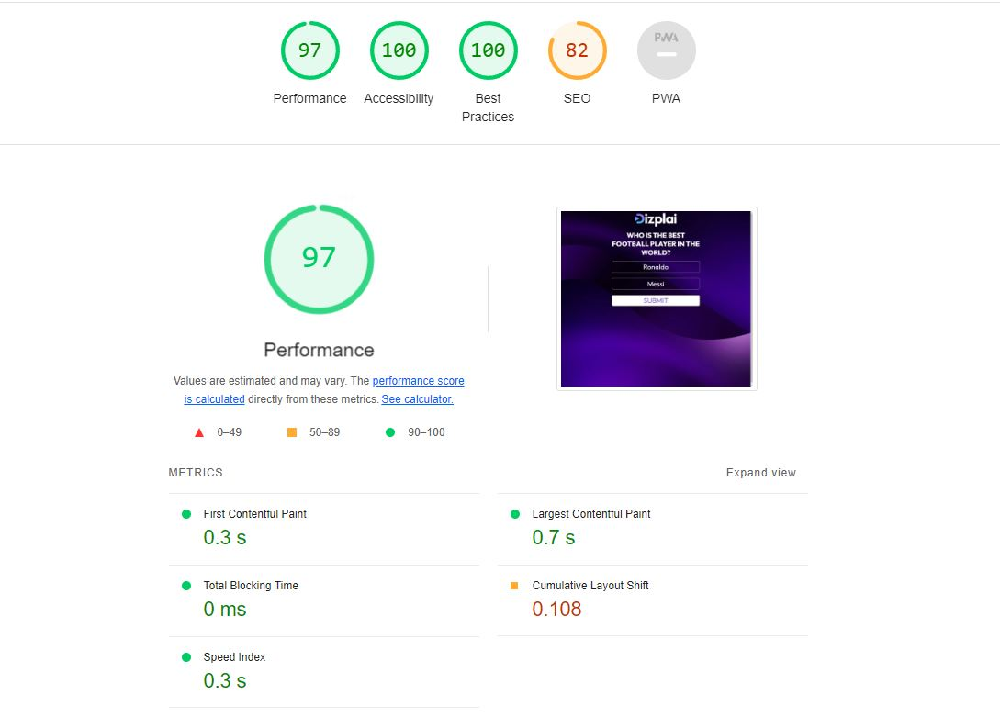 97
100
100
82
PWA
Performance
Accessibility
Best
Practices
SEO
PWA
97
Performance
Values are estimated and may vary. The performance score
is calculated directly from these metrics. See calculator.
0–49
50–89
90–100
Dizplai
WHO IS THE BEST
FOOTBALL PLAYER IN THE
WORLD?
Ronaldo
Messi
SUBMIT
METRICS
Expand view
First Contentful Paint
0.3 s
Largest Contentful Paint
0.7 s
Total Blocking Time
0 ms
Cumulative Layout Shift
0.108
Speed Index
0.3 s